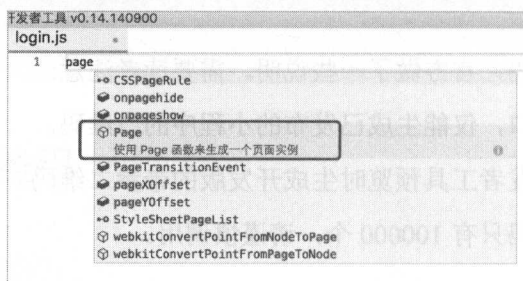 开发者工具 v0.14.140900
login.js
1 page
CSSPageRule
onpagehide
onpageshow
Page
使用 Page 函数来生成一个页面实例
PageTransitionEvent
pageXOffset
pageYOffset
StyleSheetPageList
webkitConvertPointFromNodeToPage
webkitConvertPointFromPageToNode